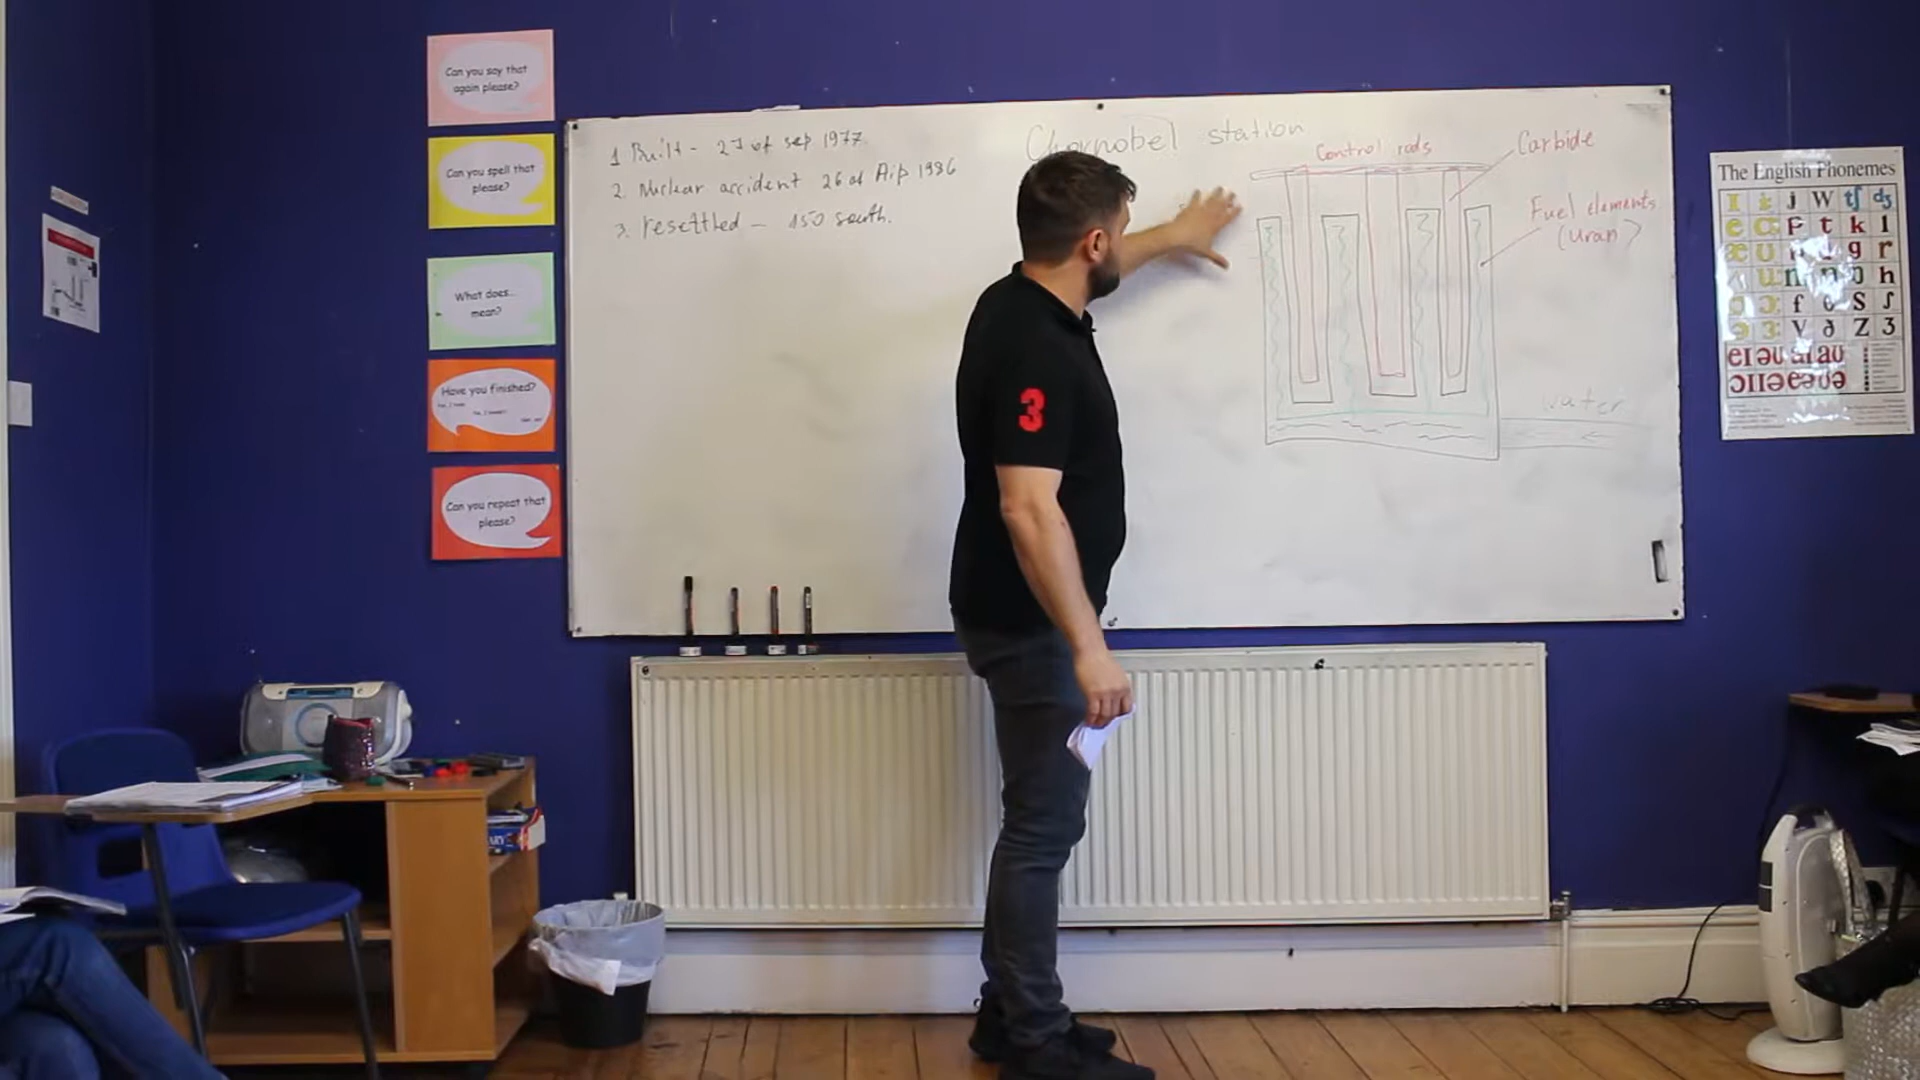 Can you say that
again please?
Can you spell that
please?
What does...
mean?
Have you finished?
Can you repeat that
please?
1 Built - 27 of sep 1977.
2. Nuclear accident 26 of Aip 1986
3. resettled - 150 south.
Chornobel station
Control rods
Carbide
Fuel elements
(Uran)
water
3
The English Phonemes